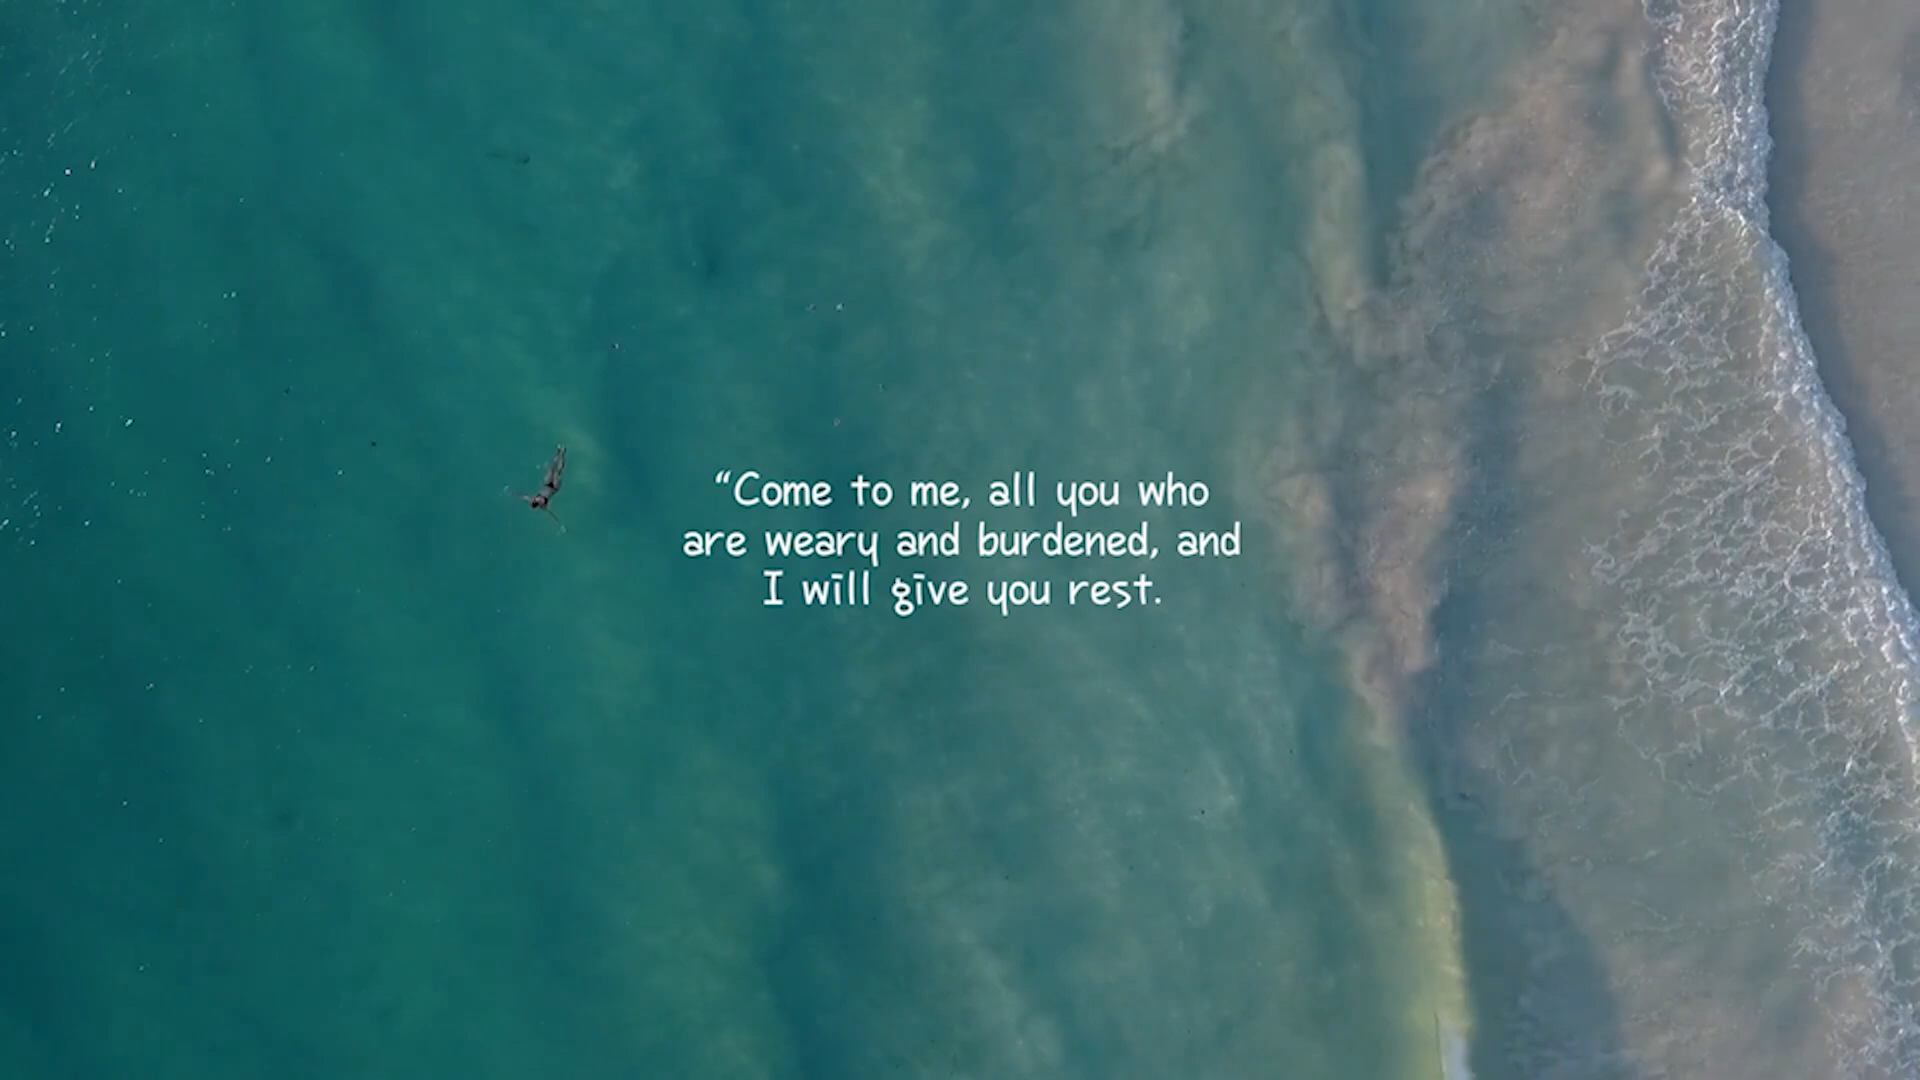 “Come to me, all you who
are weary and burdened, and
I will give you rest.